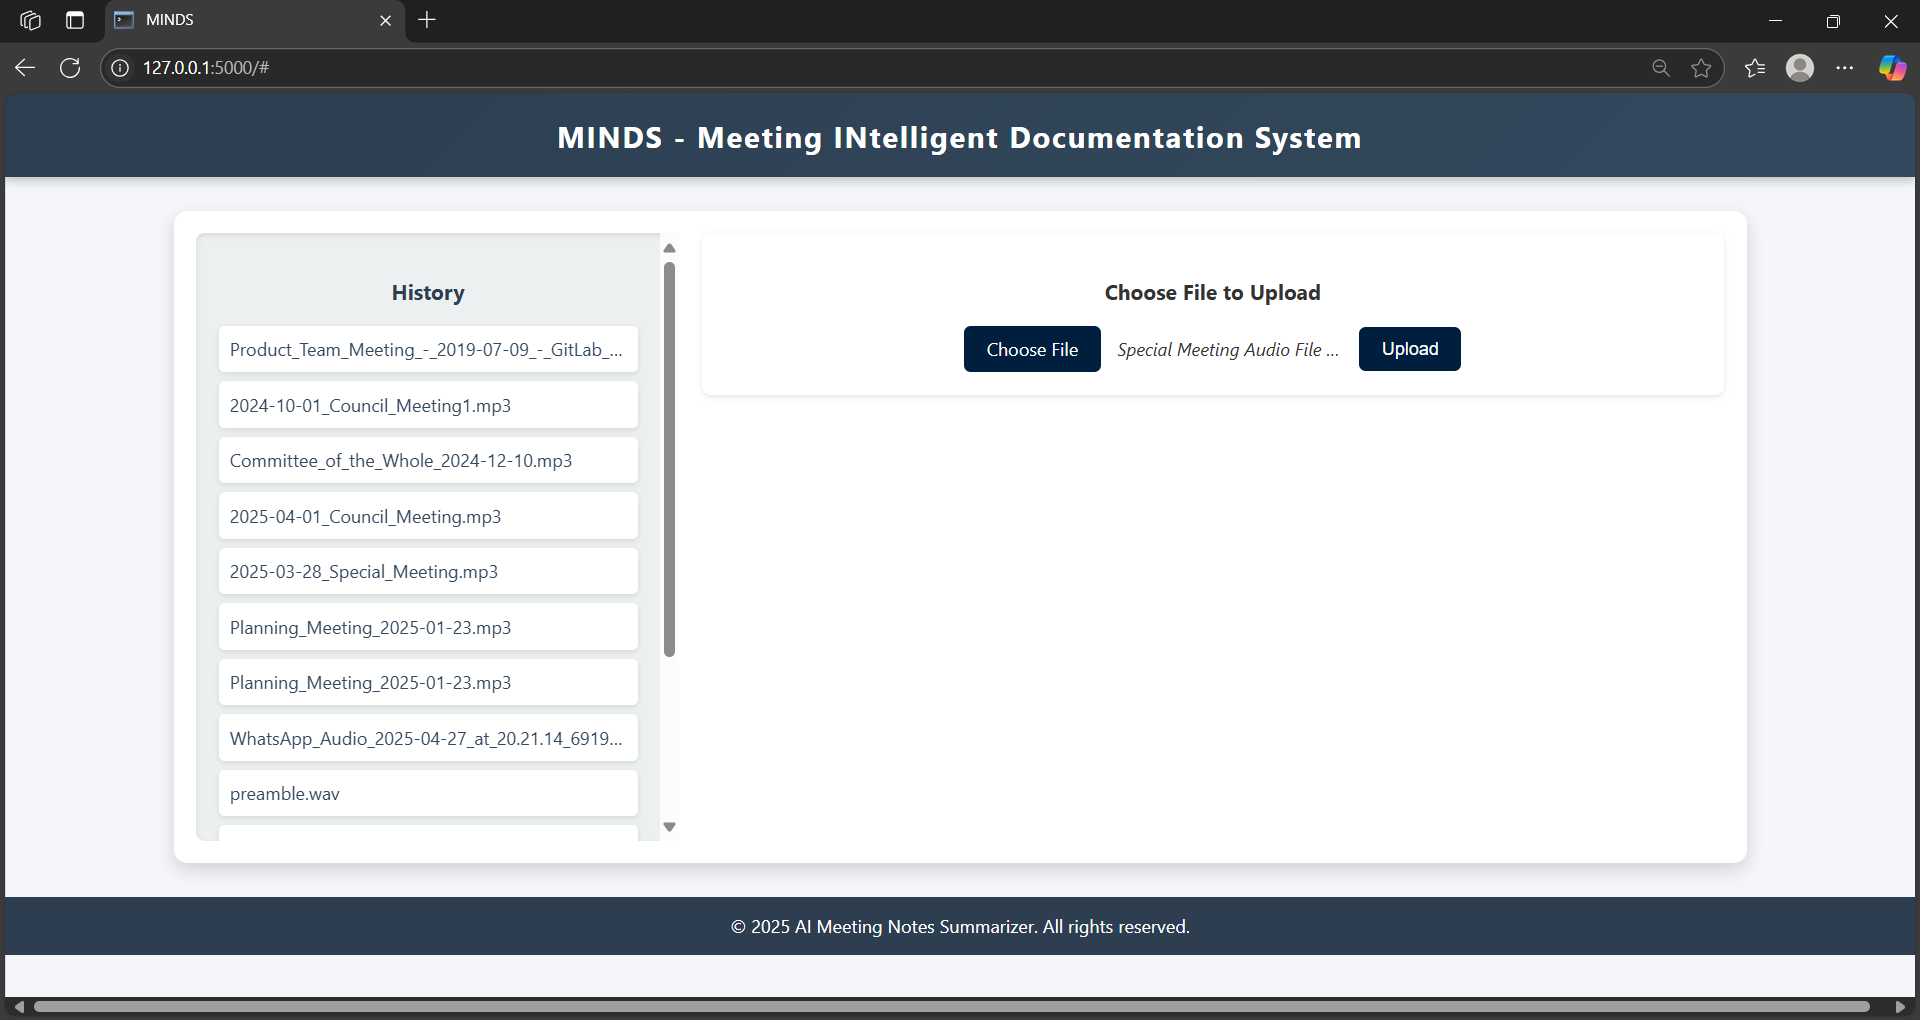 MINDS
127.0.0.1:5000/#
MINDS - Meeting INtelligent Documentation System
History
Product_Team_Meeting_-_2019-07-09_-_GitLab_...
2024-10-01_Council_Meeting1.mp3
Committee_of_the_Whole_2024-12-10.mp3
2025-04-01_Council_Meeting.mp3
2025-03-28_Special_Meeting.mp3
Planning_Meeting_2025-01-23.mp3
Planning_Meeting_2025-01-23.mp3
WhatsApp_Audio_2025-04-27_at_20.21.14_6919...
preamble.wav
Choose File to Upload
Choose File Special Meeting Audio File ... Upload
© 2025 AI Meeting Notes Summarizer. All rights reserved.